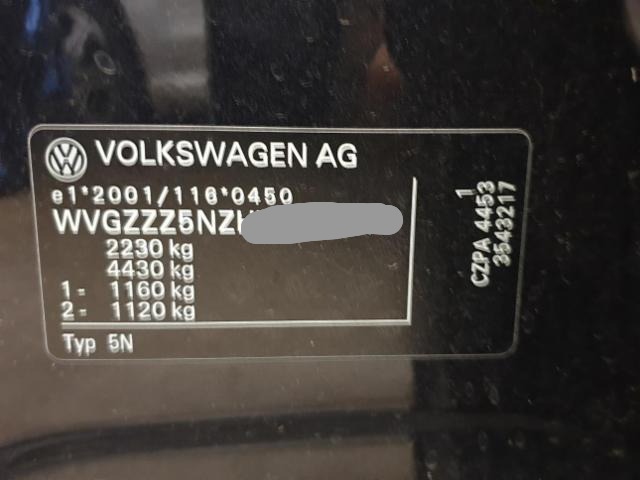 VOLKSWAGEN AG
e1*2001/116*0450
WVGZZZ5NZ
2230 kg
4430 kg
1 - 1160 kg
2 - 1120 kg
Typ 5N
1
CZPA 4453
3543217